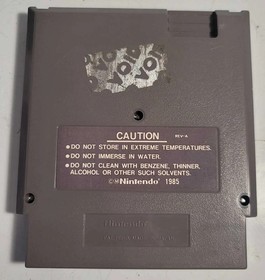 CAUTION REV-A
• DO NOT STORE IN EXTREME TEMPERATURES.
• DO NOT IMMERSE IN WATER.
• DO NOT CLEAN WITH BENZENE, THINNER,
ALCOHOL OR OTHER SUCH SOLVENTS.
©™Nintendo® 1985
Nintendo